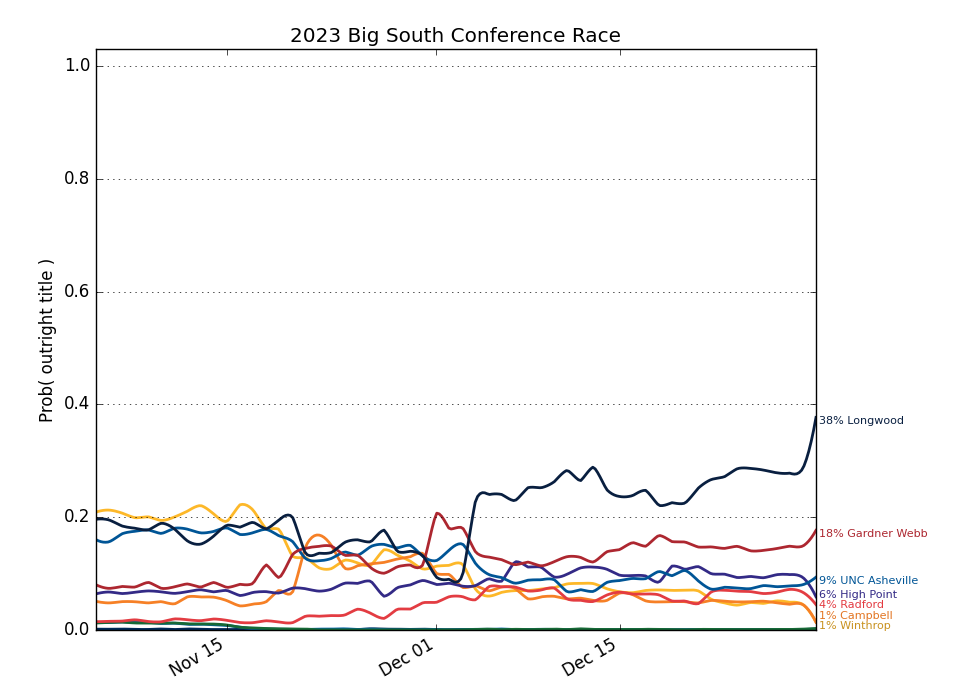 2023 Big South Conference Race
Prob( outright title )
1.0
0.8
0.6
0.4
0.2
0.0
Nov 15
Dec 01
Dec 15
38% Longwood
18% Gardner Webb
9% UNC Asheville
6% High Point
4% Radford
1% Campbell
1% Winthrop